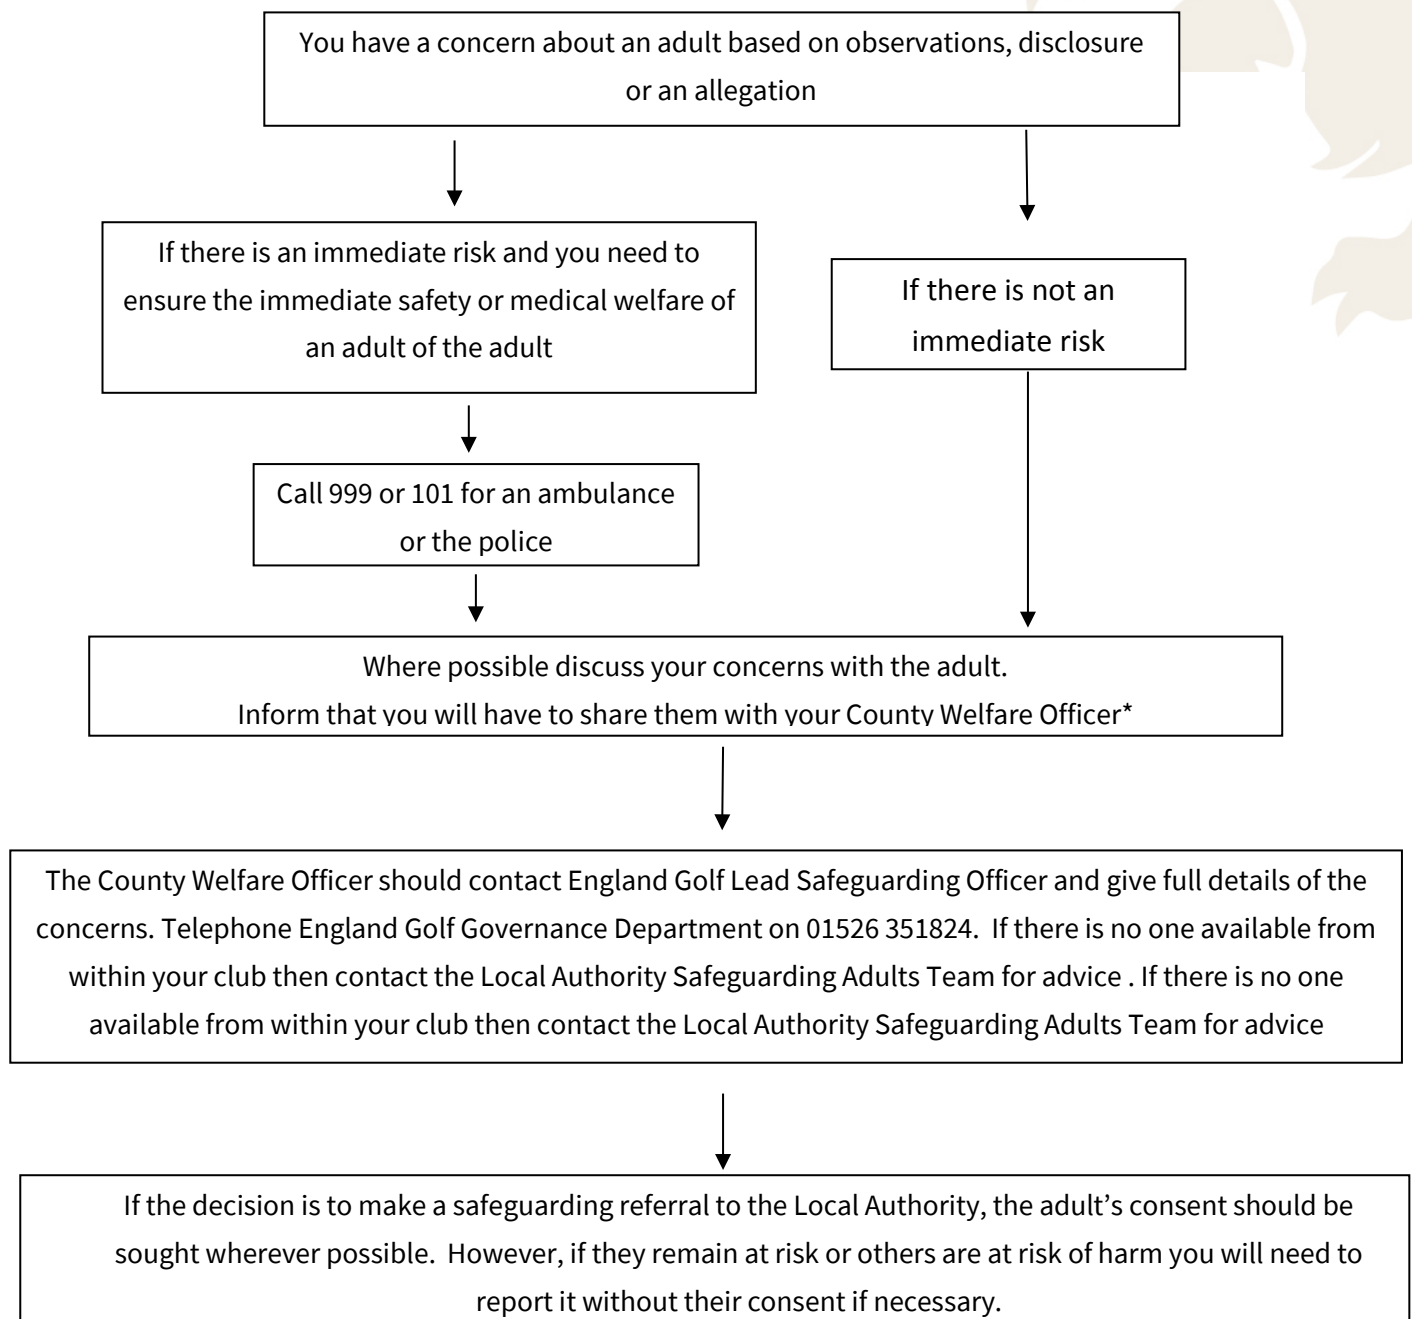 You have a concern about an adult based on observations, disclosure
or an allegation
If there is an immediate risk and you need to
ensure the immediate safety or medical welfare of
an adult of the adult
If there is not an
immediate risk
Call 999 or 101 for an ambulance
or the police
Where possible discuss your concerns with the adult.
Inform that you will have to share them with your County Welfare Officer*
The County Welfare Officer should contact England Golf Lead Safeguarding Officer and give full details of the
concerns. Telephone England Golf Governance Department on 01526 351824. If there is no one available from
within your club then contact the Local Authority Safeguarding Adults Team for advice . If there is no one
available from within your club then contact the Local Authority Safeguarding Adults Team for advice
If the decision is to make a safeguarding referral to the Local Authority, the adult’s consent should be
sought wherever possible. However, if they remain at risk or others are at risk of harm you will need to
report it without their consent if necessary.